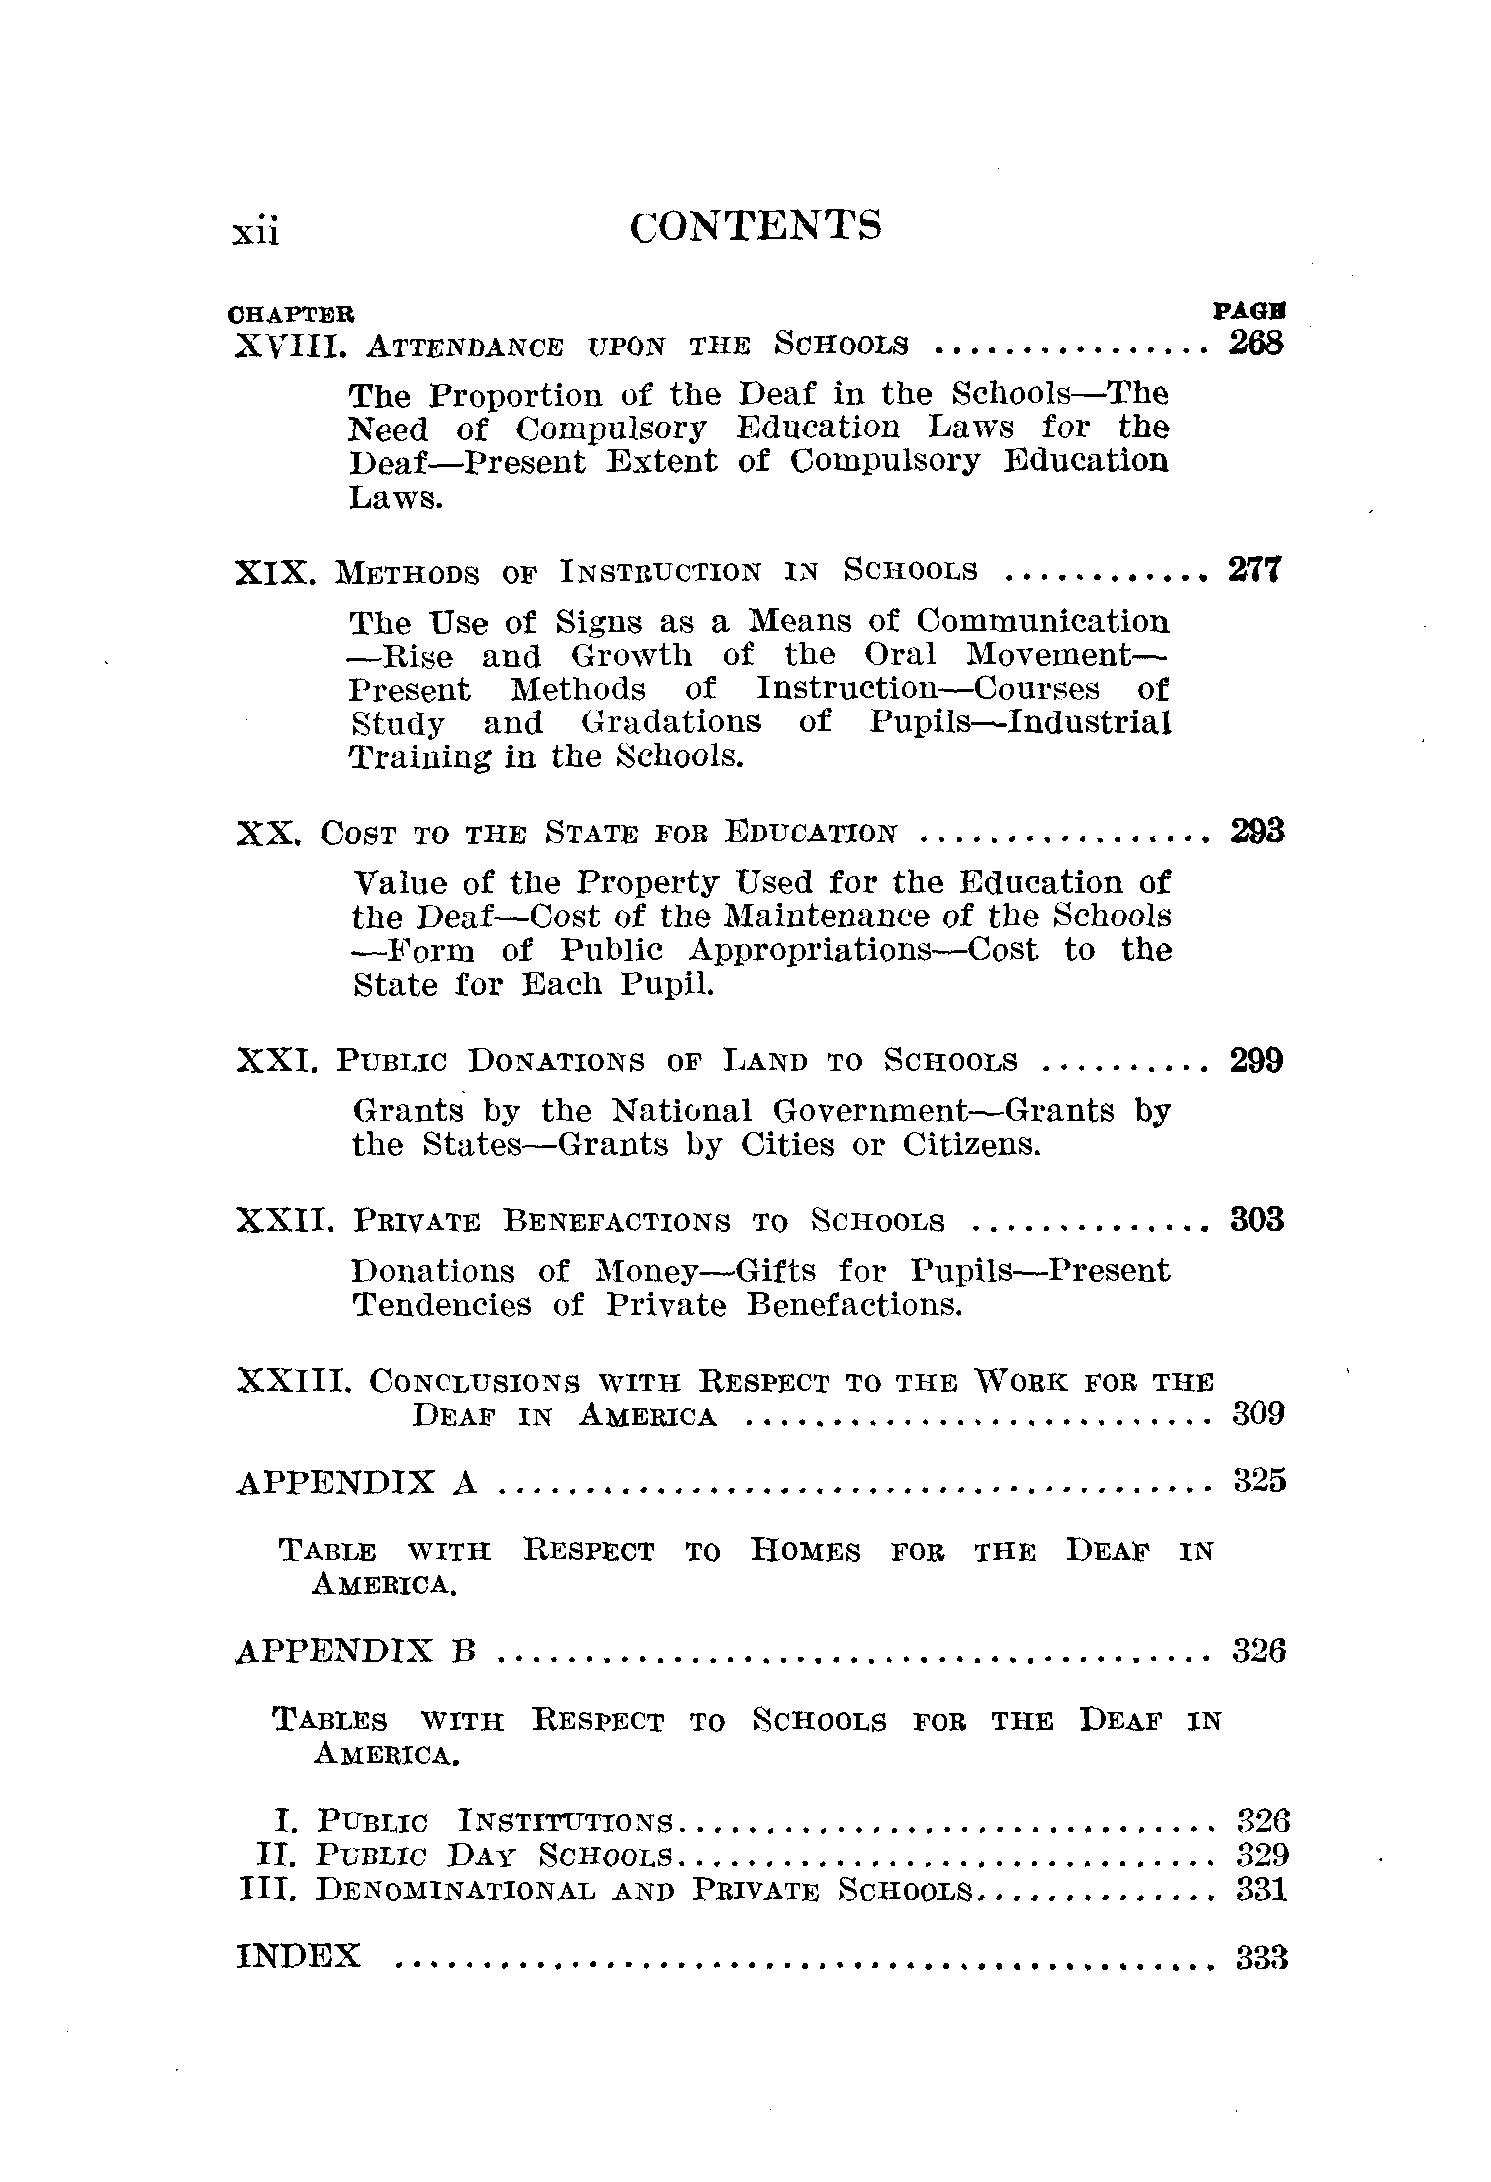 xii CONTENTS
CHAPTER PAGE
XVIII. ATTENDANCE UPON THE SCHOOLS ................ 268
The Proportion of the Deaf in the Schools—The
Need of Compulsory Education Laws for the
Deaf—Present Extent of Compulsory Education
Laws.
XIX. METHODS OF INSTRUCTION IN SCHOOLS ............ 277
The Use of Signs as a Means of Communication
—Rise and Growth of the Oral Movement—
Present Methods of Instruction—Courses of
Study and Gradations of Pupils—Industrial
Training in the Schools.
XX. COST TO THE STATE FOR EDUCATION ................. 293
Value of the Property Used for the Education of
the Deaf—Cost of the Maintenance of the Schools
—Form of Public Appropriations—Cost to the
State for Each Pupil.
XXI. PUBLIC DONATIONS OF LAND TO SCHOOLS .......... 299
Grants by the National Government—Grants by
the States—Grants by Cities or Citizens.
XXII. PRIVATE BENEFACTIONS TO SCHOOLS .............. 303
Donations of Money—Gifts for Pupils—Present
Tendencies of Private Benefactions.
XXIII. CONCLUSIONS WITH RESPECT TO THE WORK FOR THE
DEAF IN AMERICA ........................... 309
APPENDIX A ......................................... 325
TABLE WITH RESPECT TO HOMES FOR THE DEAF IN
AMERICA.
APPENDIX B ......................................... 326
TABLES WITH RESPECT TO SCHOOLS FOR THE DEAF IN
AMERICA.
I. PUBLIC INSTITUTIONS............................... 326
II. PUBLIC DAY SCHOOLS............................... 329
III. DENOMINATIONAL AND PRIVATE SCHOOLS.............. 331
INDEX ............................................... 333